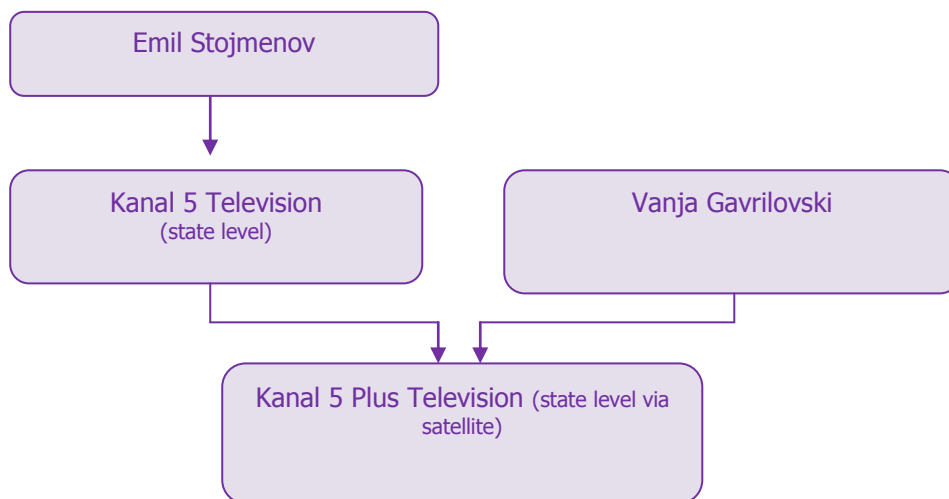 Emil Stojmenov
Kanal 5 Television
(state level)
Vanja Gavrilovski
Kanal 5 Plus Television (state level via
satellite)